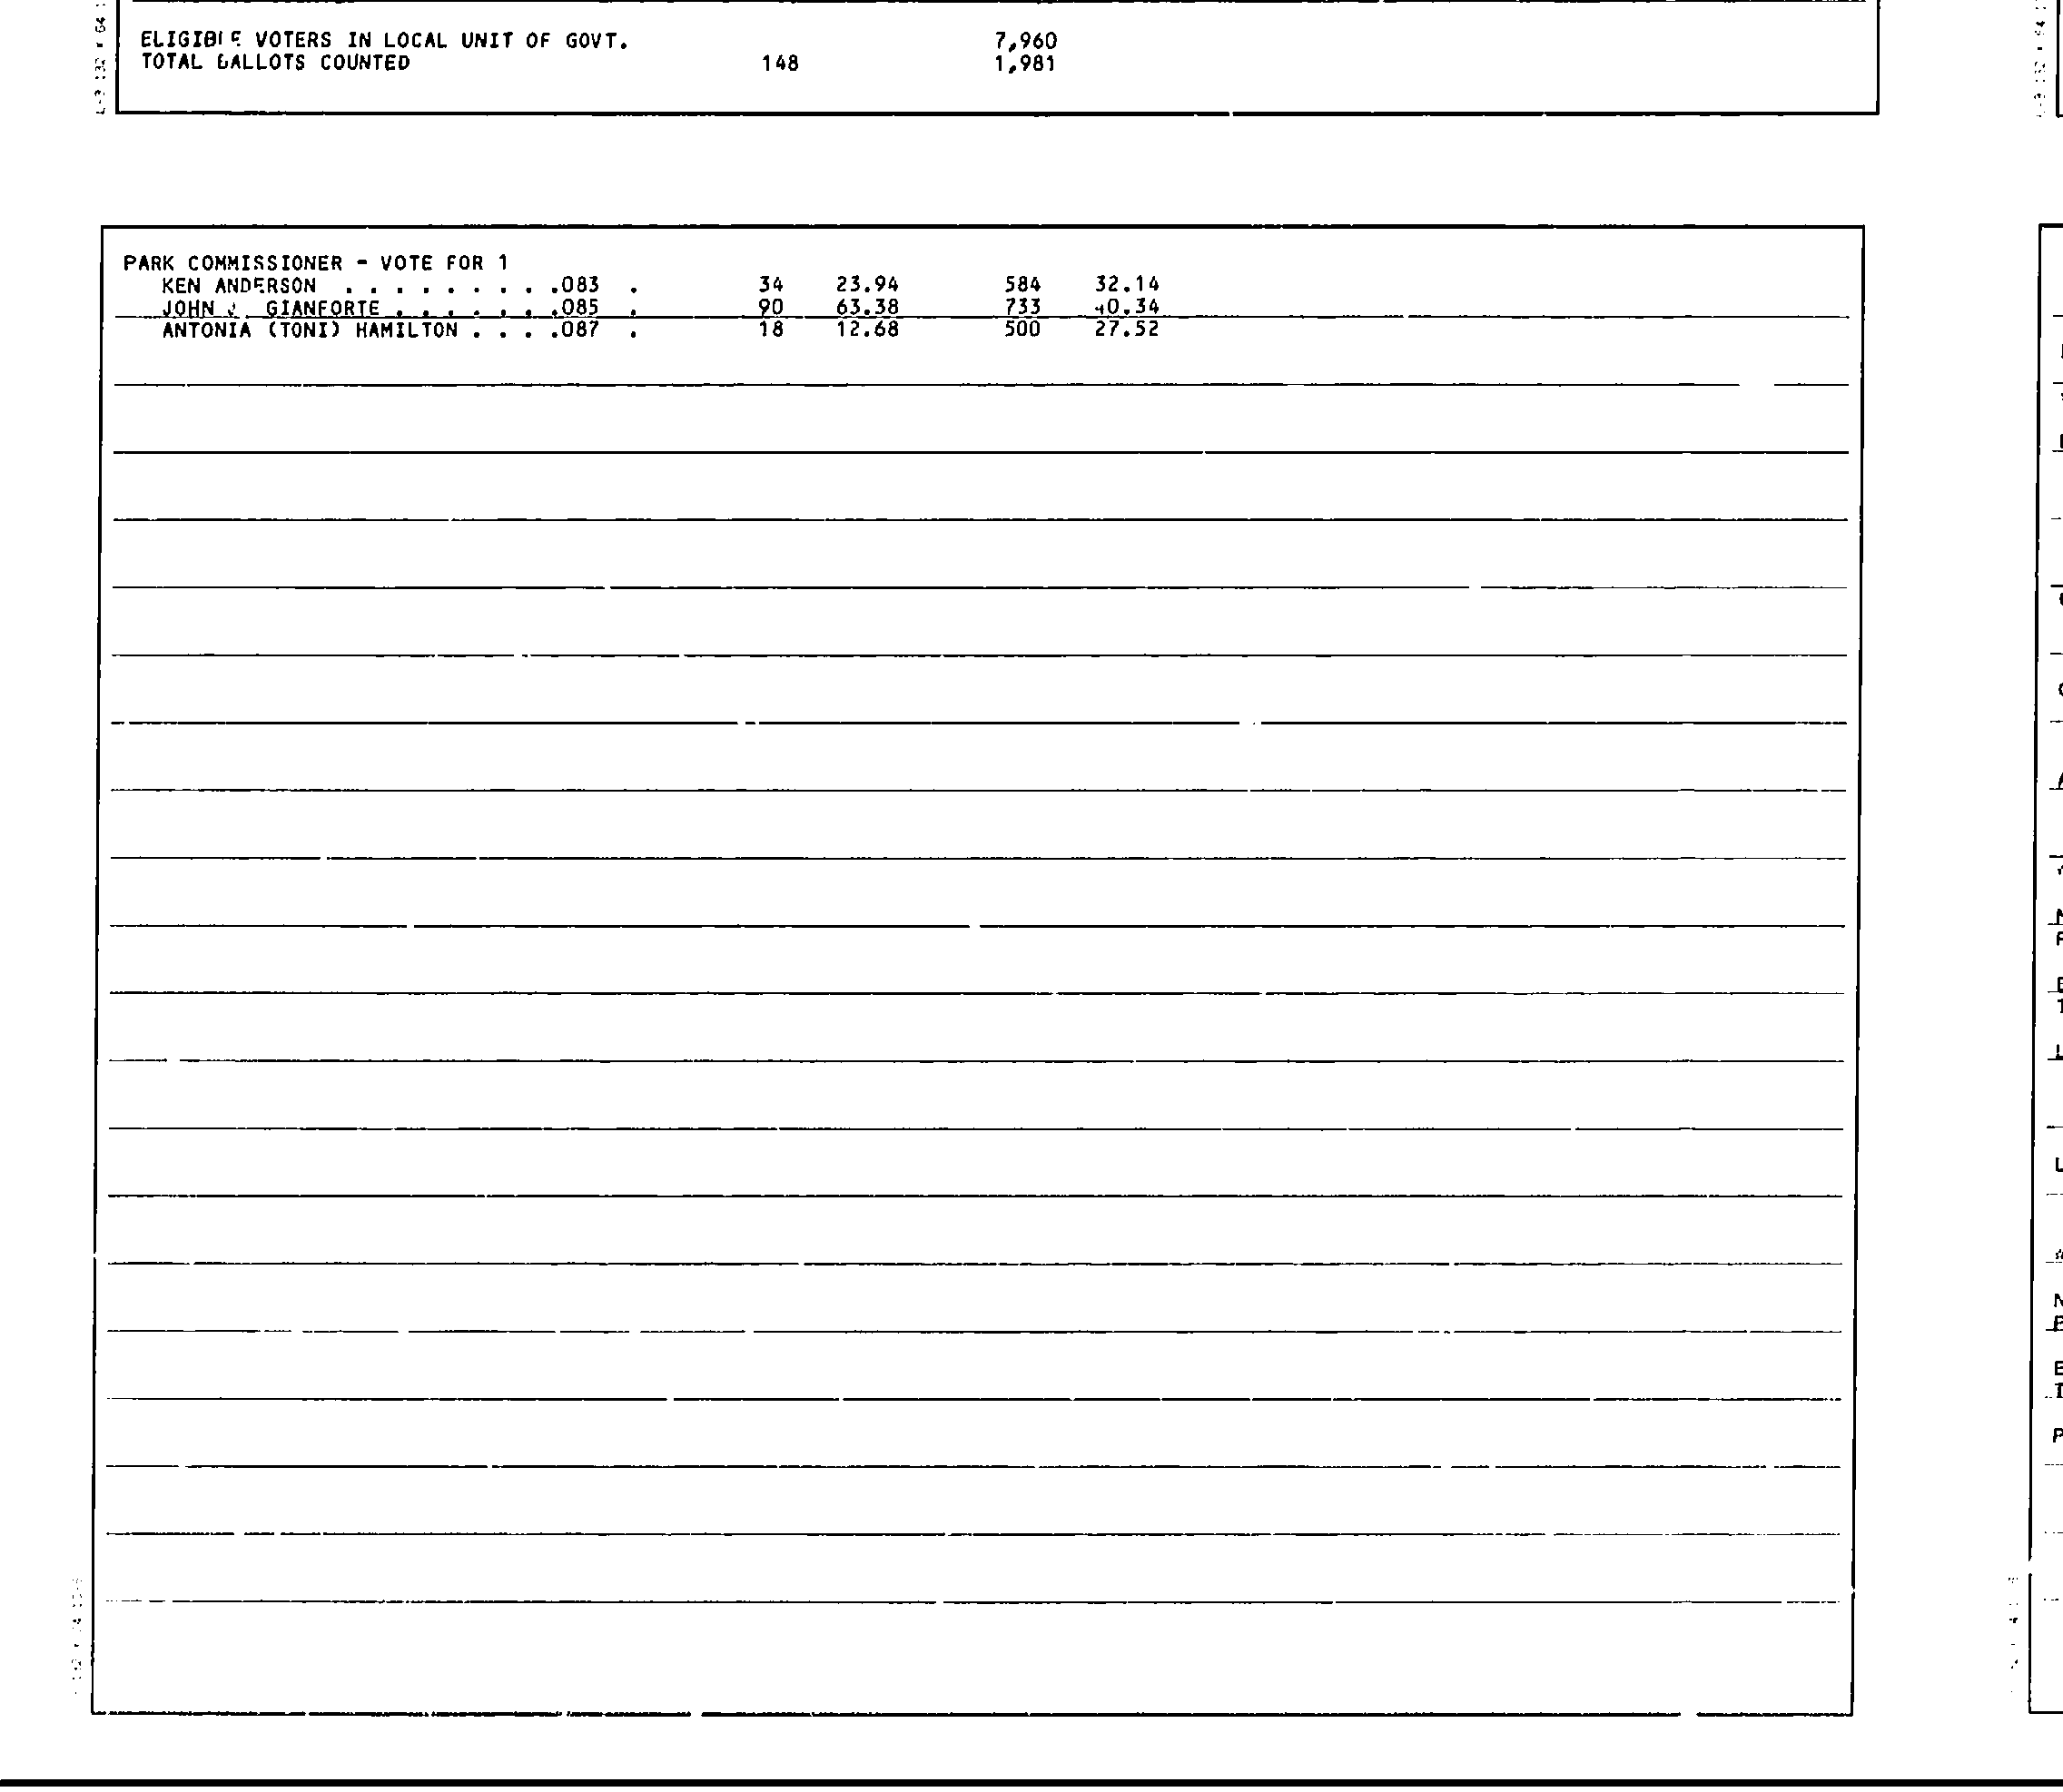 ELIGIBLE VOTERS IN LOCAL UNIT OF GOVT. 7,960
TOTAL BALLOTS COUNTED 148 1,981
PARK COMMISSIONER - VOTE FOR 1
KEN ANDERSON . . . . . . . . . .083 . 34 23.94 584 32.14
JOHN J. GIANFORTE . . . . . . .085 . 90 63.38 733 40.34
ANTONIA (TONI) HAMILTON . . . .087 . 18 12.68 500 27.52